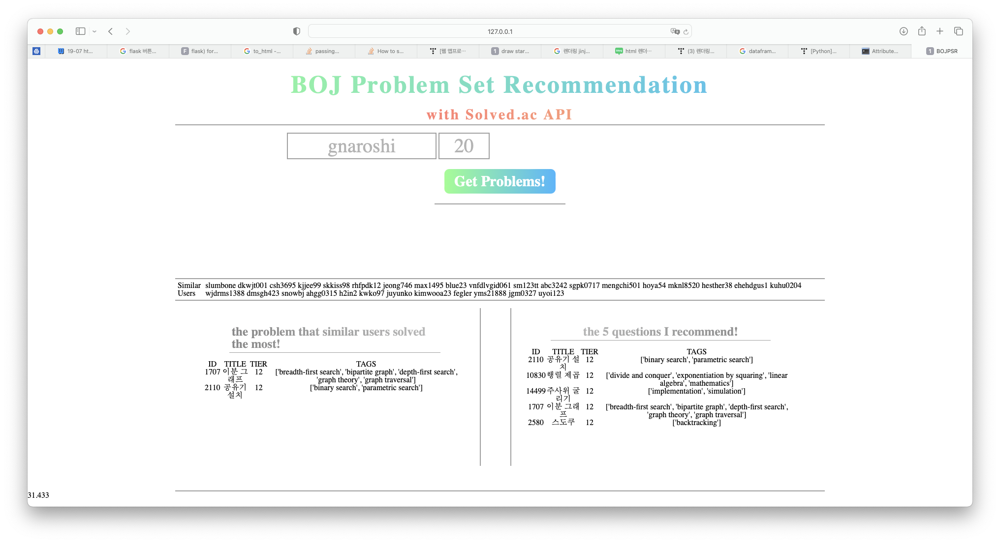 127.0.0.1
19-07 ht...
flask 버튼...
F flask) for...
to_html -...
passing...
How to s...
[웹 앱프로...
1 draw star...
렌더링 jinj...
html 렌더...
(3) 렌더링...
datafram...
[Python]...
Attribute...
1 BOJPSR
BOJ Problem Set Recommendation
with Solved.ac API
gnaroshi 20
Get Problems!
Similar slumbone dkwjt001 csh3695 kjjee99 skkiss98 rhfpdk12 jeong746 max1495 blue23 vnfdlvgid061 sm123tt abc3242 sgpk0717 mengchi501 hoya54 mknl8520 hesther38 ehehdgus1 kuhu0204
Users wjdrms1388 dmsgh423 snowbj ahgg0315 h2in2 kwko97 juyunko kimwooa23 fegler yms21888 jgm0327 uyoi123
the problem that similar users solved
the most!
ID TITLE TIER TAGS
1707 이분 그 12 ['breadth-first search', 'bipartite graph', 'depth-first search',
래프 'graph theory', 'graph traversal']
2110 공유기 12 ['binary search', 'parametric search']
설치
the 5 questions I recommend!
ID TITLE TIER TAGS
2110 공유기 설 12 ['binary search', 'parametric search']
치
10830 행렬 제곱 12 ['divide and conquer', 'exponentiation by squaring', 'linear
algebra', 'mathematics']
14499 주사위 굴 12 ['implementation', 'simulation']
리기
1707 이분 그래 12 ['breadth-first search', 'bipartite graph', 'depth-first search',
프 'graph theory', 'graph traversal']
2580 스도쿠 12 ['backtracking']
31.433